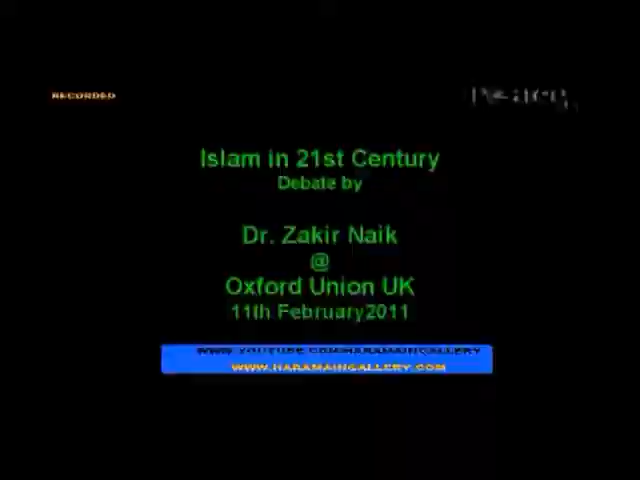 RECORDED
Islam in 21st Century
Debate by
Dr. Zakir Naik
@
Oxford Union UK
11th February2011
WWW.YOUTUBE.COM/HARAMAINGALLERY
WWW.HARAMAINGALLERY.COM